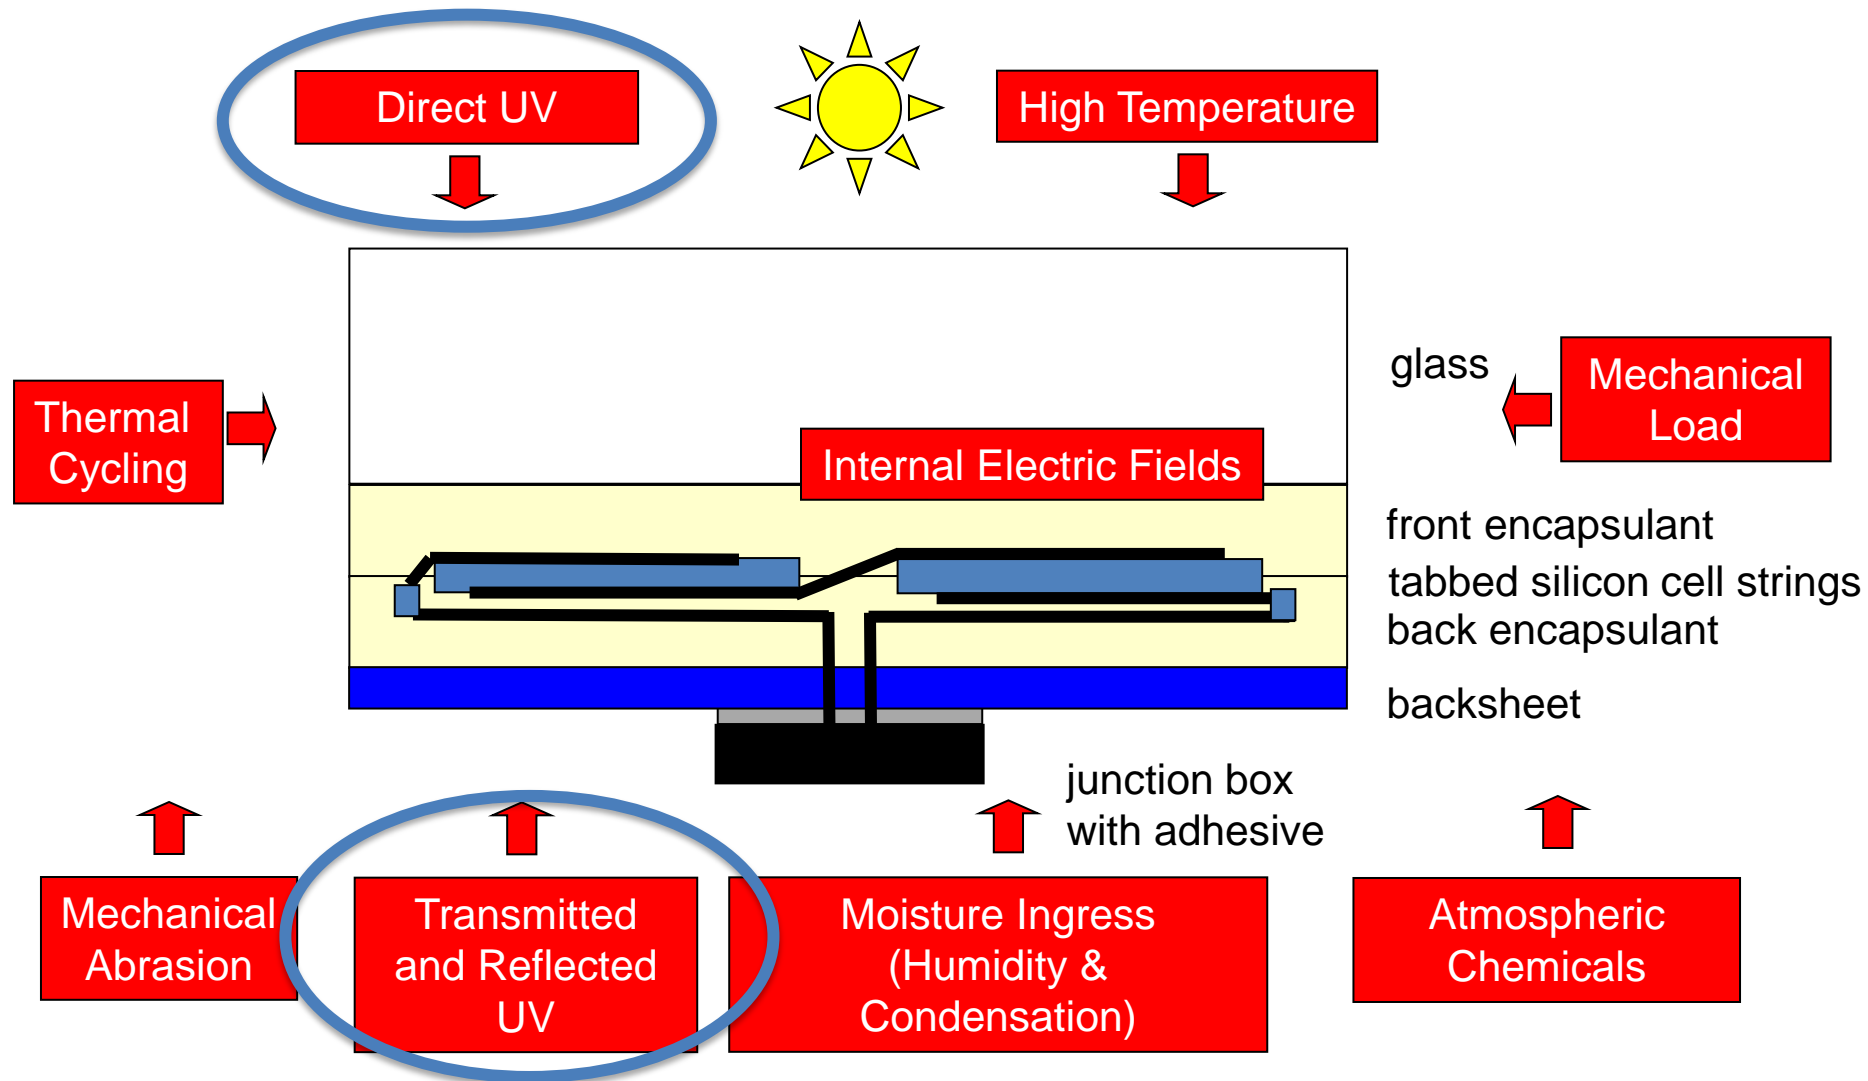 Direct UV
High Temperature
glass
Mechanical
Load
Thermal
Cycling
Internal Electric Fields
front encapsulant
tabbed silicon cell strings
back encapsulant
backsheet
junction box
with adhesive
Mechanical
Abrasion
Transmitted
and Reflected
UV
Moisture Ingress
(Humidity &
Condensation)
Atmospheric
Chemicals